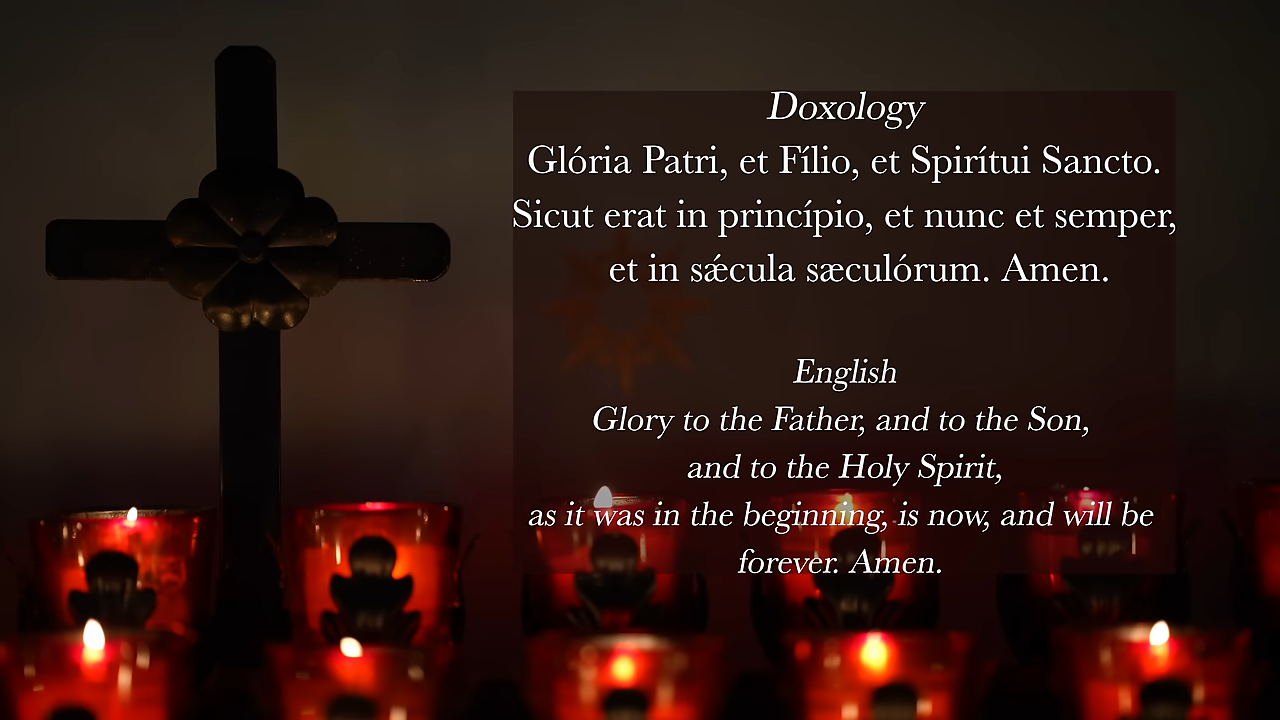 Doxology
Glória Patri, et Fílio, et Spirítui Sancto.
Sicut erat in princípio, et nunc et semper,
et in sǽcula sæculórum. Amen.
English
Glory to the Father, and to the Son,
and to the Holy Spirit,
as it was in the beginning, is now, and will be
forever. Amen.